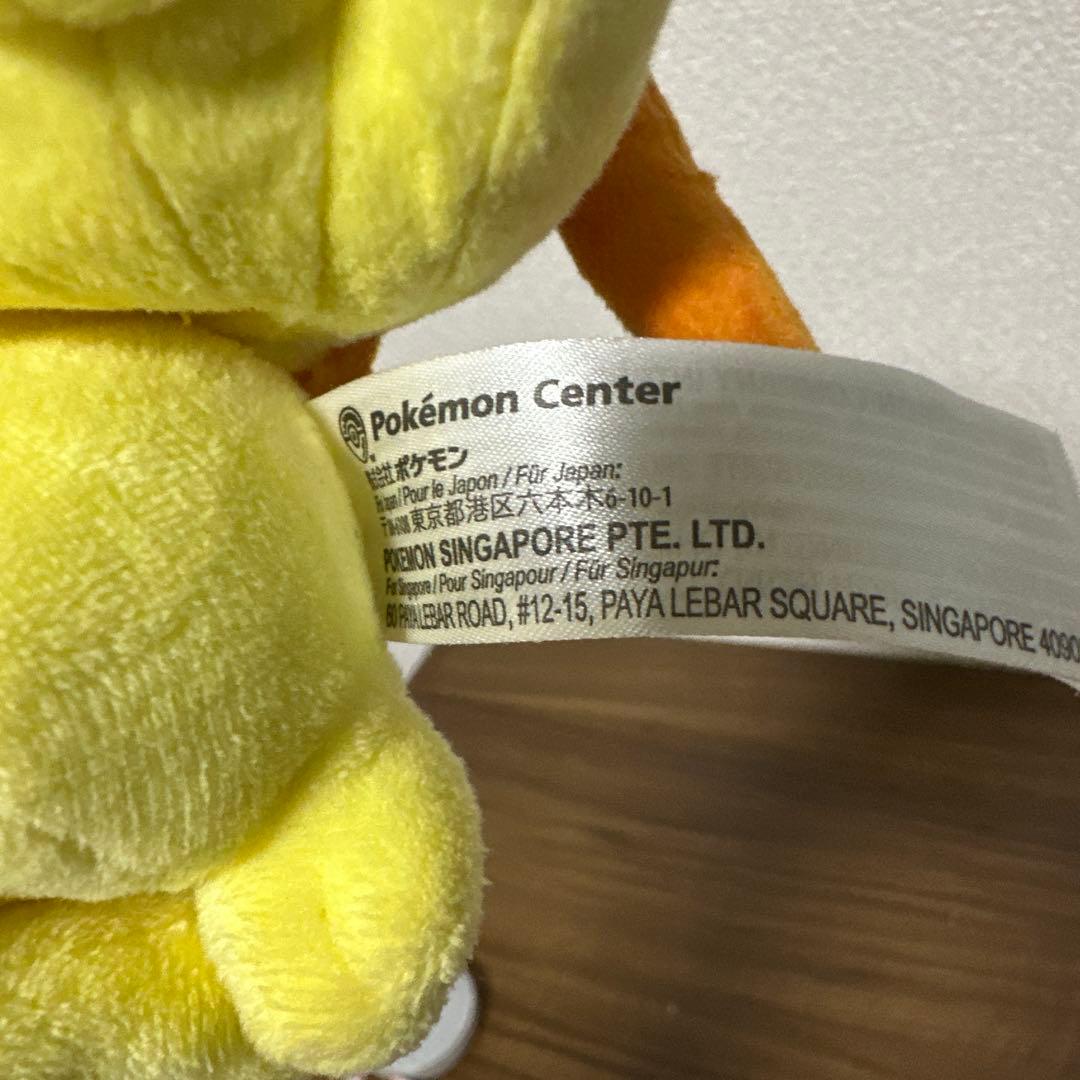 Pokémon Center
株式会社ポケモン
/ Pour le Japon / Für Japan:
東京都港区六本木6-10-1
POKEMON SINGAPORE PTE. LTD.
For Singapore / Pour Singapour / Für Singapur:
60 PAYA LEBAR ROAD, #12-15, PAYA LEBAR SQUARE, SINGAPORE 4090